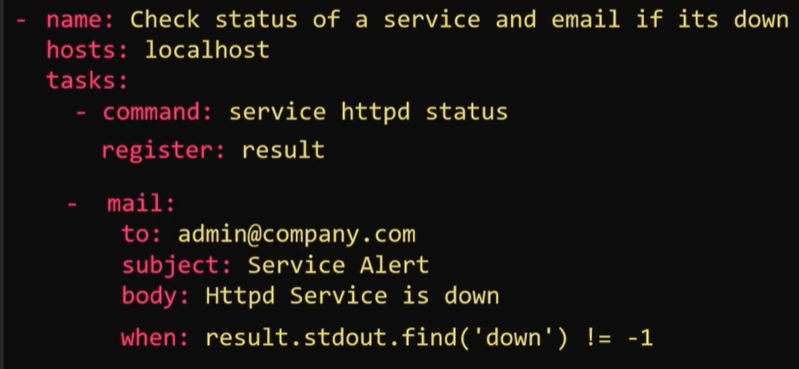 - name: Check status of a service and email if its down
hosts: localhost
tasks:
- command: service httpd status
register: result
- mail:
to: admin@company.com
subject: Service Alert
body: Httpd Service is down
when: result.stdout.find('down') != -1